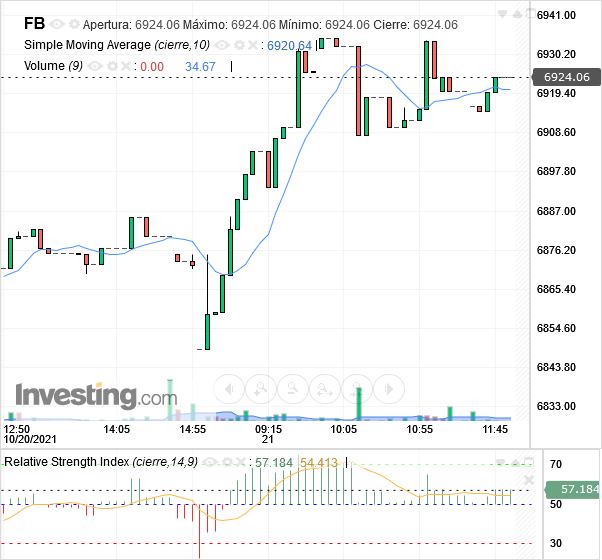 FB Apertura: 6924.06 Máximo: 6924.06 Mínimo: 6924.06 Cierre: 6924.06
Simple Moving Average (cierre,10) : 6920.64
Volume (9) : 0.00 34.67
6941.00
6930.20
6924.06
6919.40
6908.60
6897.80
6887.00
6876.20
6865.40
6854.60
6843.80
6833.00
Investing.com
12:50 14:05 14:55 09:15 10:05 10:55 11:45
10/20/2021 21
Relative Strength Index (cierre,14,9) : 57.184 54.413
70
57.184
50
30